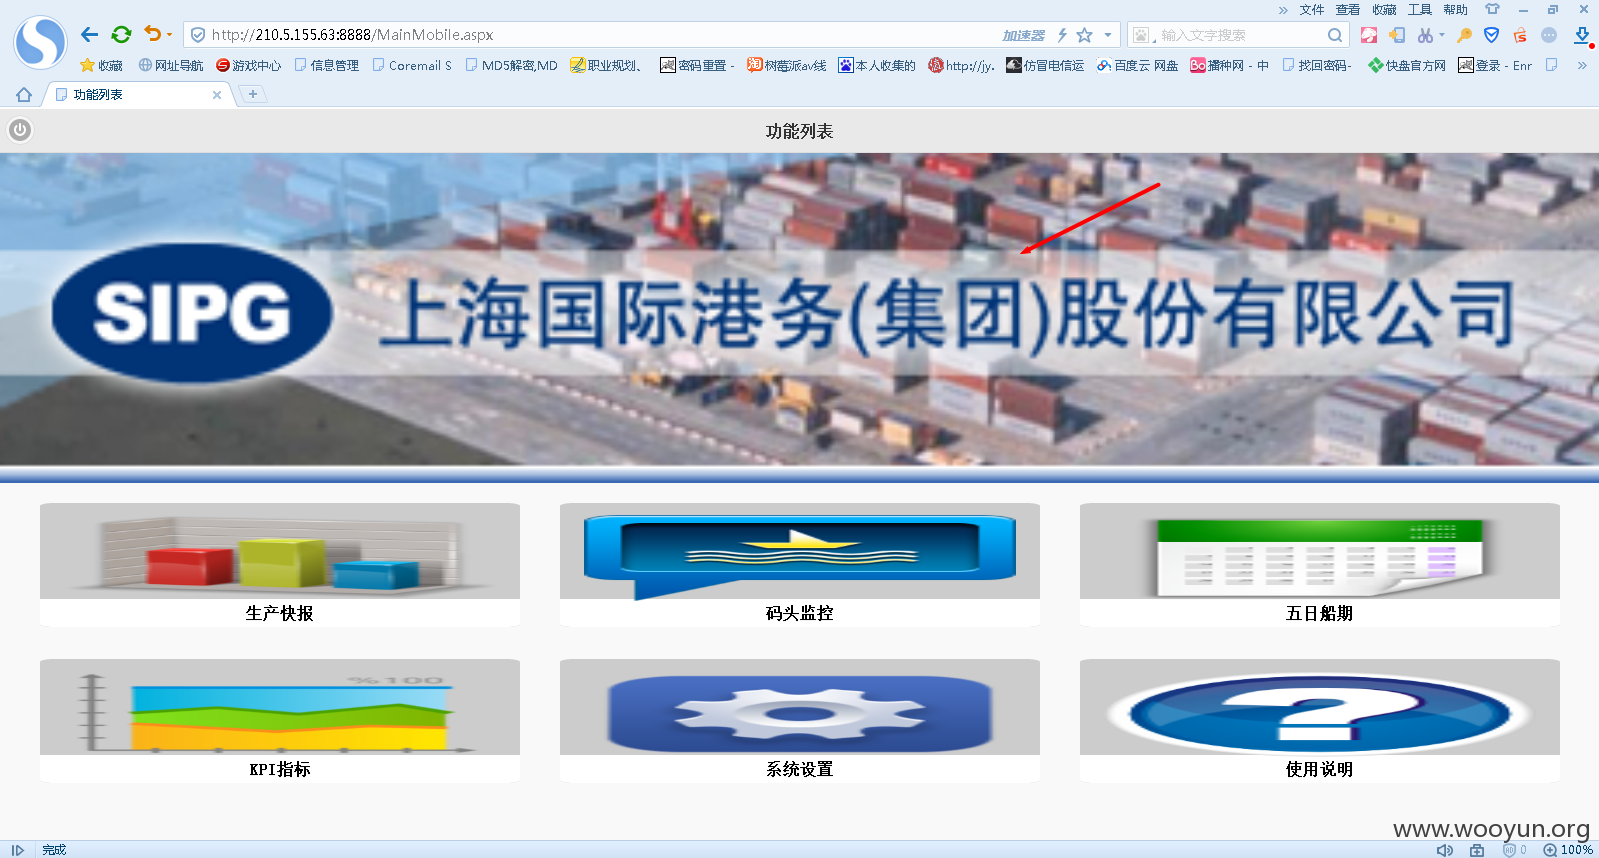 » 文件 查看 收藏 工具 帮助
http://210.5.155.63:8888/MainMobile.aspx 加速器 输入文字搜索
收藏 网址导航 游戏中心 信息管理 Coremail S MD5解密,MD 职业规划、 密码重置 - 树莓派av线 本人收集的 http://jy. 仿冒电信运 百度云 网盘 播种网 - 中 找回密码- 快盘官方网 登录 - Enr »
功能列表
功能列表
SIPG 上海国际港务(集团)股份有限公司
生产快报 码头监控 五日船期
%100
KPI指标 系统设置 使用说明
www.wooyun.org
完成 0 100%